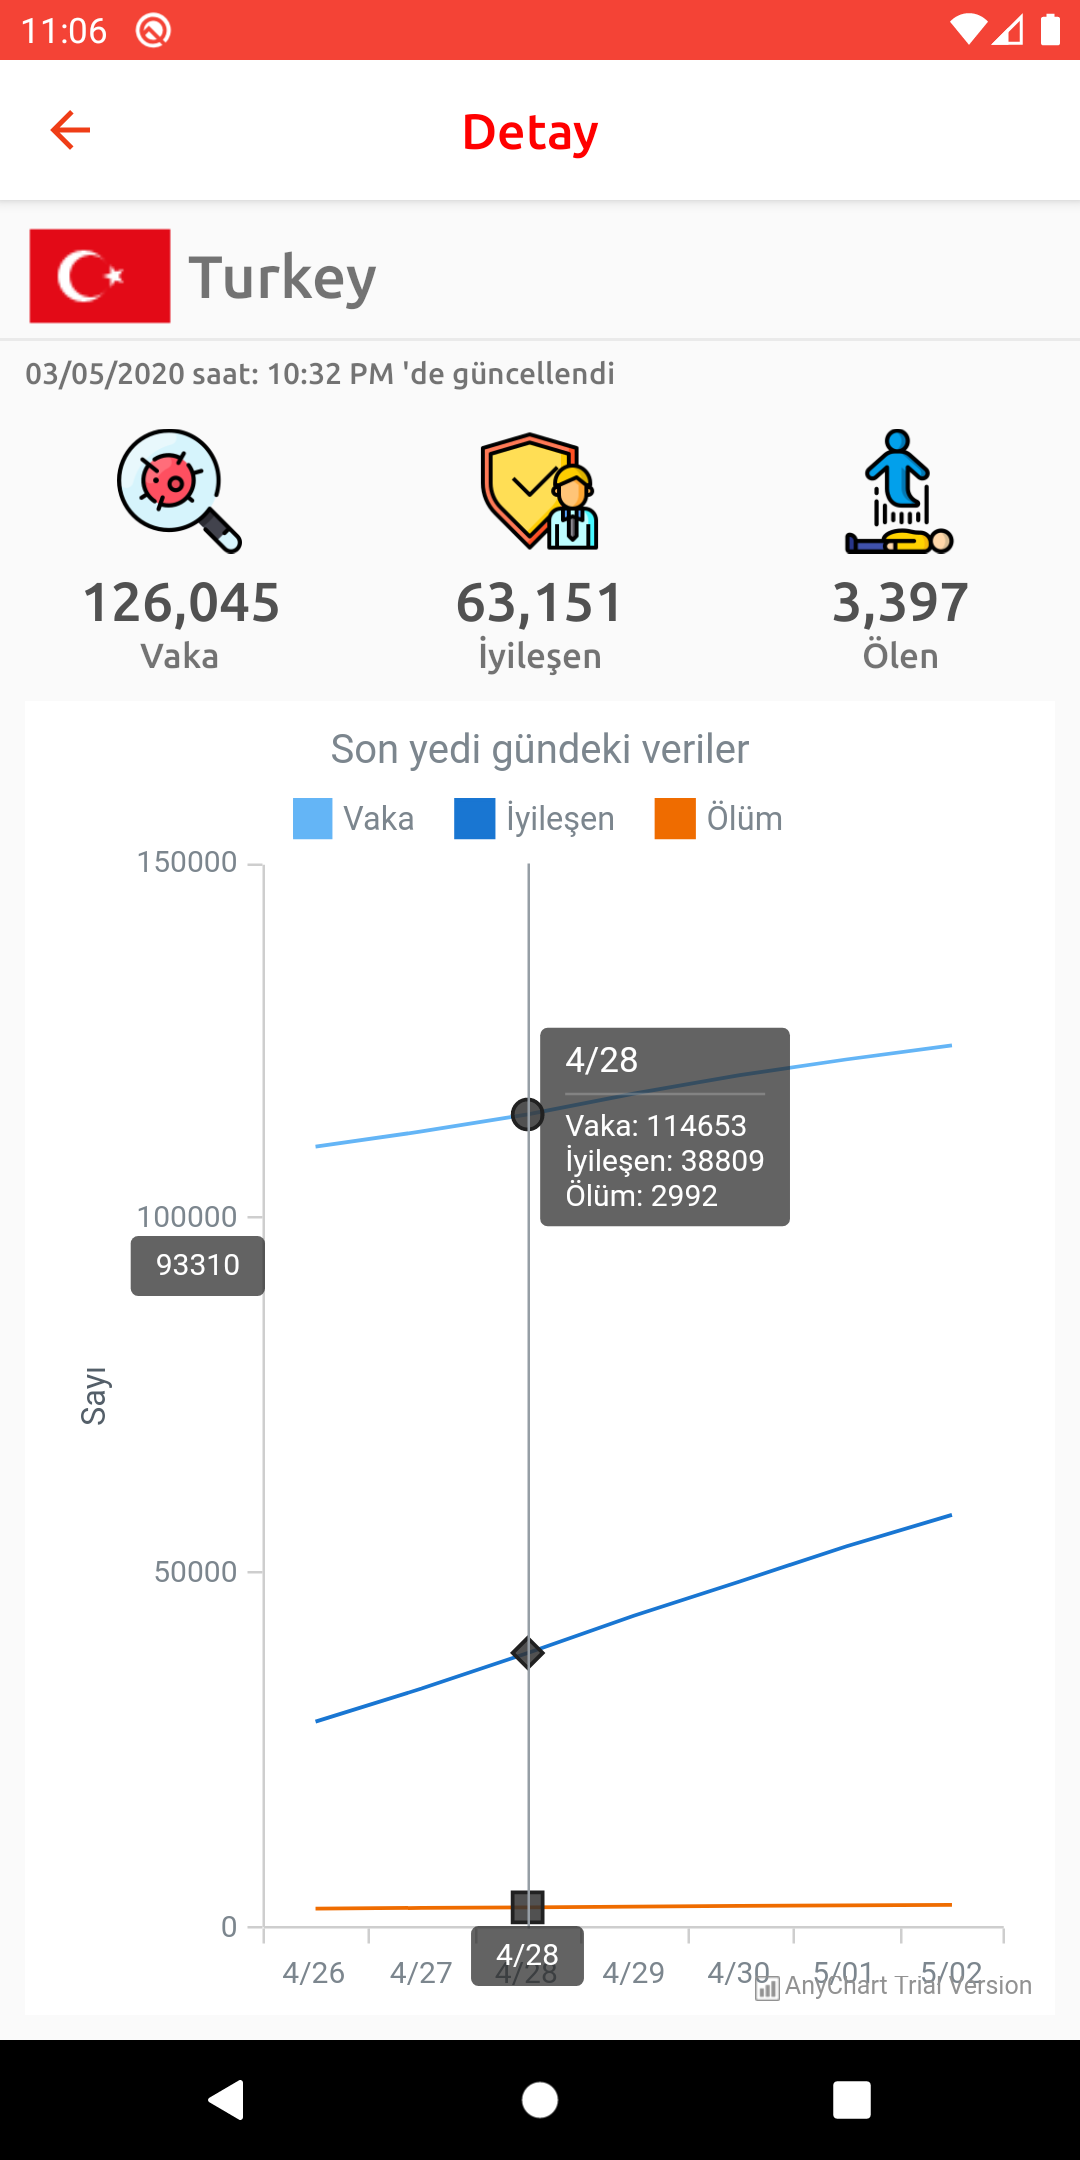 11:06
Detay
Turkey
03/05/2020 saat: 10:32 PM 'de güncellendi
126,045 63,151 3,397
Vaka İyileşen Ölen
Son yedi gündeki veriler
Vaka İyileşen Ölüm
150000
4/28
Vaka: 114653
İyileşen: 38809
Ölüm: 2992
100000
93310
Sayı
50000
0
4/28
4/26 4/27 4/28 4/29 4/30 5/01 5/02
AnyChart Trial Version